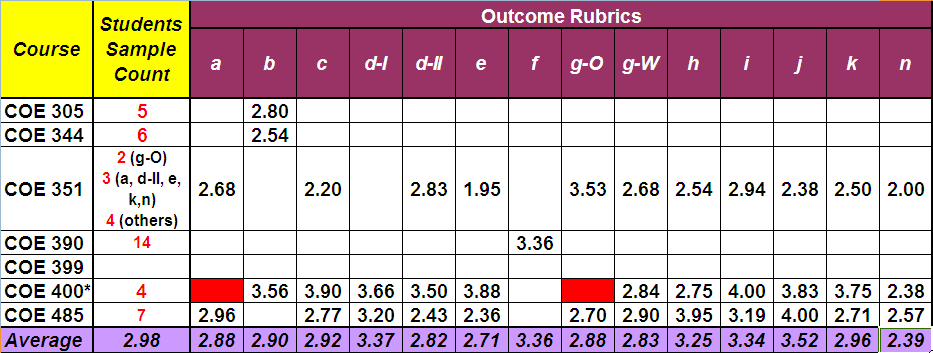 Course Students Sample Count Outcome Rubrics
a b c d-I d-II e f g-O g-W h i j k n
COE 305 5 2.80
COE 344 6 2.54
COE 351 2 (g-O) 3 (a, d-II, e, k,n) 4 (others) 2.68 2.20 2.83 1.95 3.53 2.68 2.54 2.94 2.38 2.50 2.00
COE 390 14 3.36
COE 399
COE 400* 4 3.56 3.90 3.66 3.50 3.88 2.84 2.75 4.00 3.83 3.75 2.38
COE 485 7 2.96 2.77 3.20 2.43 2.36 2.70 2.90 3.95 3.19 4.00 2.71 2.57
Average 2.98 2.88 2.90 2.92 3.37 2.82 2.71 3.36 2.88 2.83 3.25 3.34 3.52 2.96 2.39